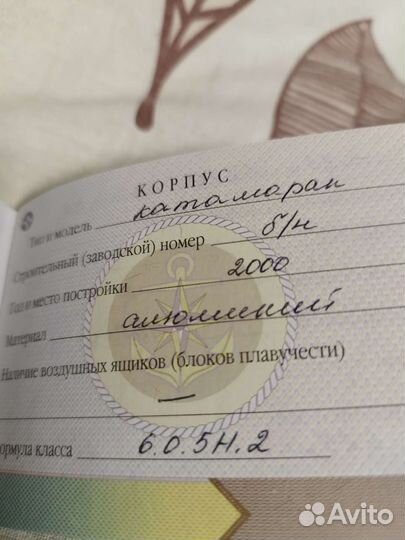 КОРПУС
Тип и модель катамаран
Строительный (заводской) номер б/н
Год и место постройки 2000
Материал алюминий
Наличие воздушных ящиков (блоков плавучести)
—
ормула класса 6.0.5Н.2
Avito